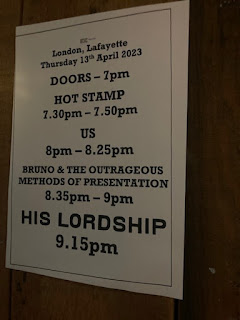 London, Lafayette
Thursday 13th April 2023
DOORS – 7pm
HOT STAMP
7.30pm – 7.50pm
US
8pm – 8.25pm
BRUNO & THE OUTRAGEOUS
METHODS OF PRESENTATION
8.35pm – 9pm
HIS LORDSHIP
9.15pm